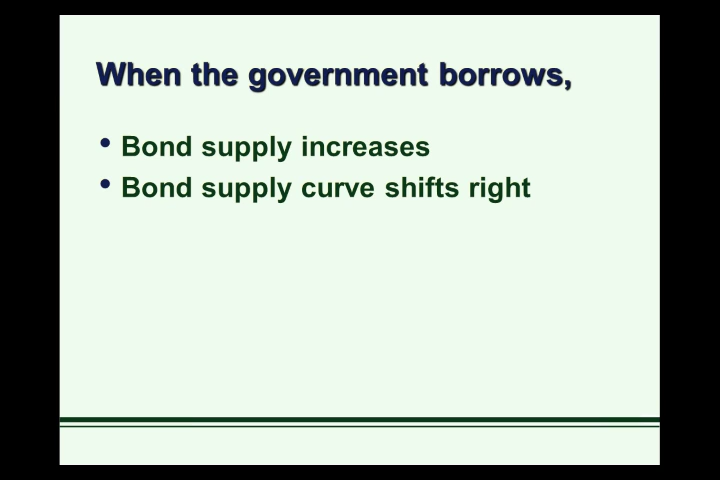 When the government borrows,
• Bond supply increases
• Bond supply curve shifts right